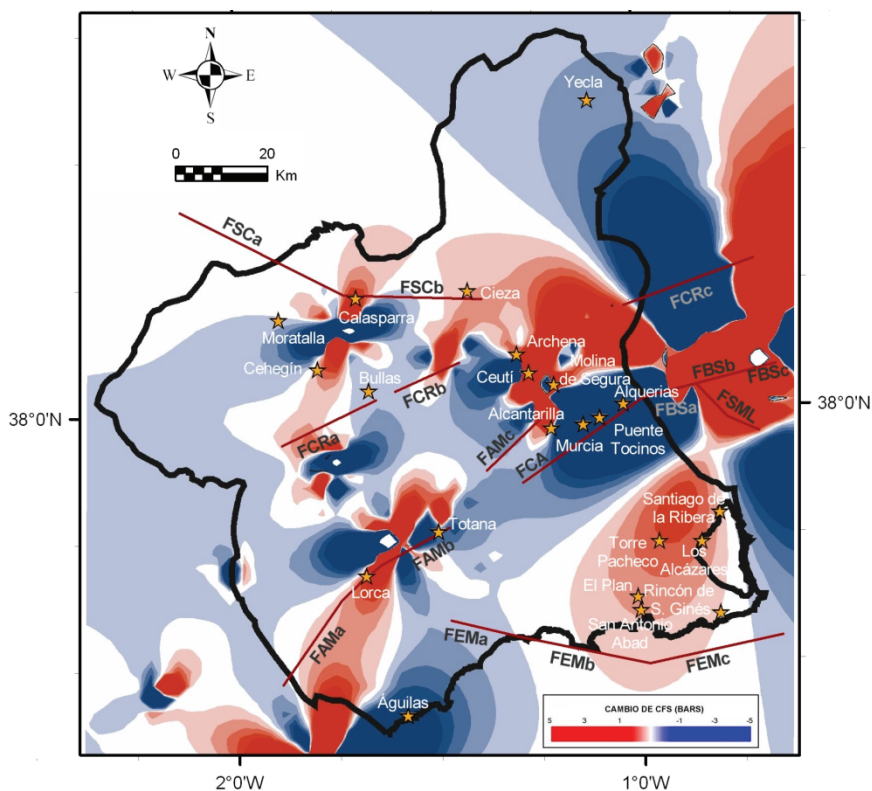 N
W E
S
0 20
Km
Yecla
FSCa
FSCb
Cieza
Calasparra
Moratalla
Cehegín
Bullas
FCRa
FCRb
FCRc
Archena
Ceutí
Molina
de Segura
Alquerias
Alcantarilla
Murcia
Puente
Tocinos
FAMc
FCA
FBSa
FBSb
FBSc
FSML
38°0'N
38°0'N
Totana
FAMb
Lorca
FAMa
Santiago de
la Ribera
Torre
Pacheco
Los
Alcázares
El Plan
Rincón de
S. Ginés
San Antonio
Abad
FEMa
FEMb
FEMc
Águilas
CAMBIO DE CFS (BARS)
5 3 1 -1 -3 -5
2°0'W
1°0'W